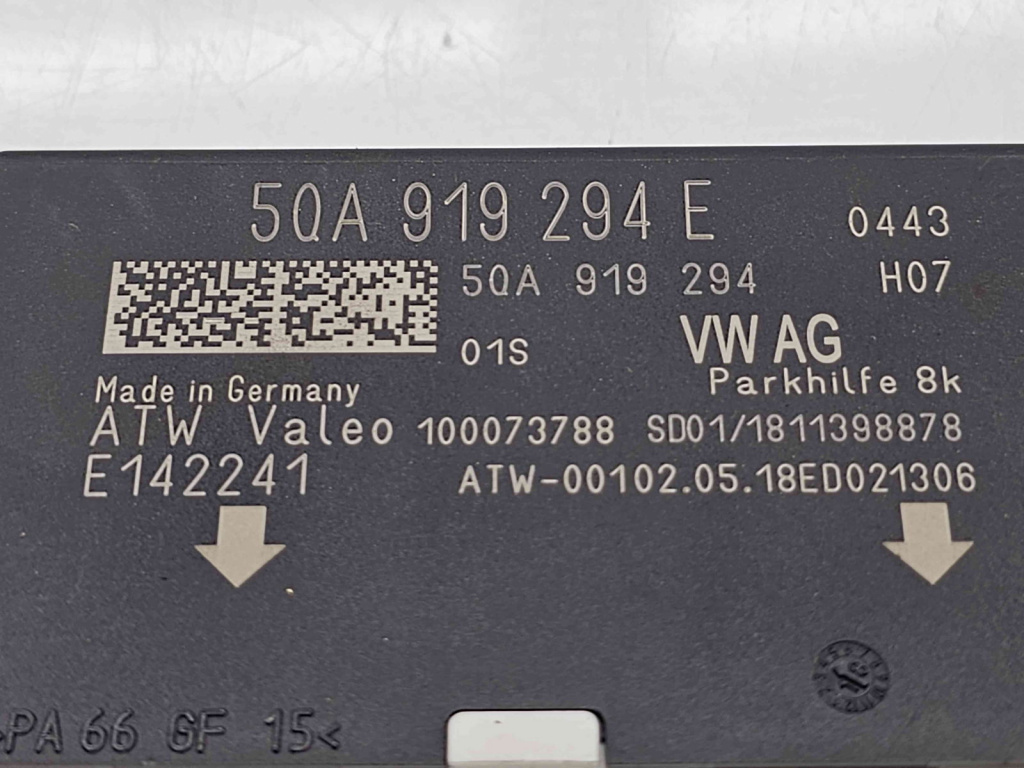 5QA 919 294 E 0443
5QA 919 294 H07
01S VW AG
Parkhilfe 8k
Made in Germany
ATW Valeo 100073788 SD01/1811398878
E142241 ATW-00102.05.18ED021306
>PA 66 GF 15<